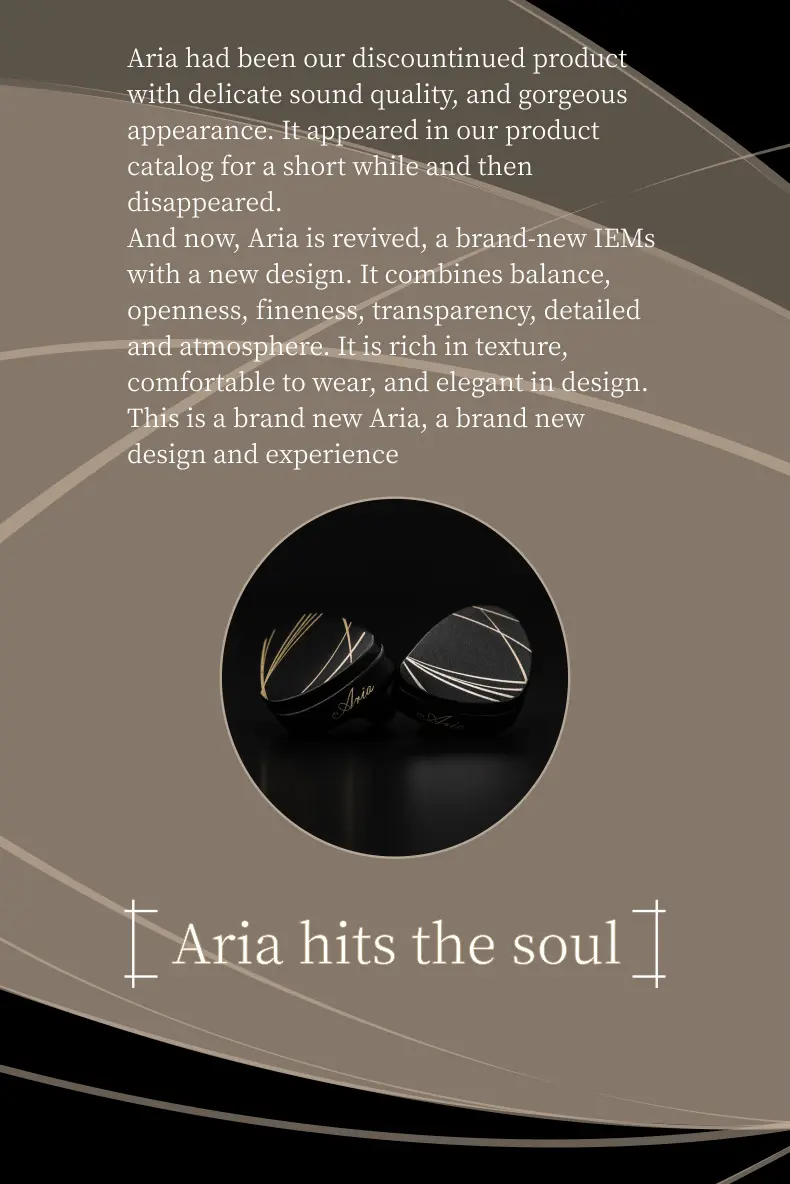 Aria had been our discountinued product
with delicate sound quality, and gorgeous
appearance. It appeared in our product
catalog for a short while and then
disappeared.
And now, Aria is revived, a brand-new IEMs
with a new design. It combines balance,
openness, fineness, transparency, detailed
and atmosphere. It is rich in texture,
comfortable to wear, and elegant in design.
This is a brand new Aria, a brand new
design and experience
Aria
Aria
Aria hits the soul